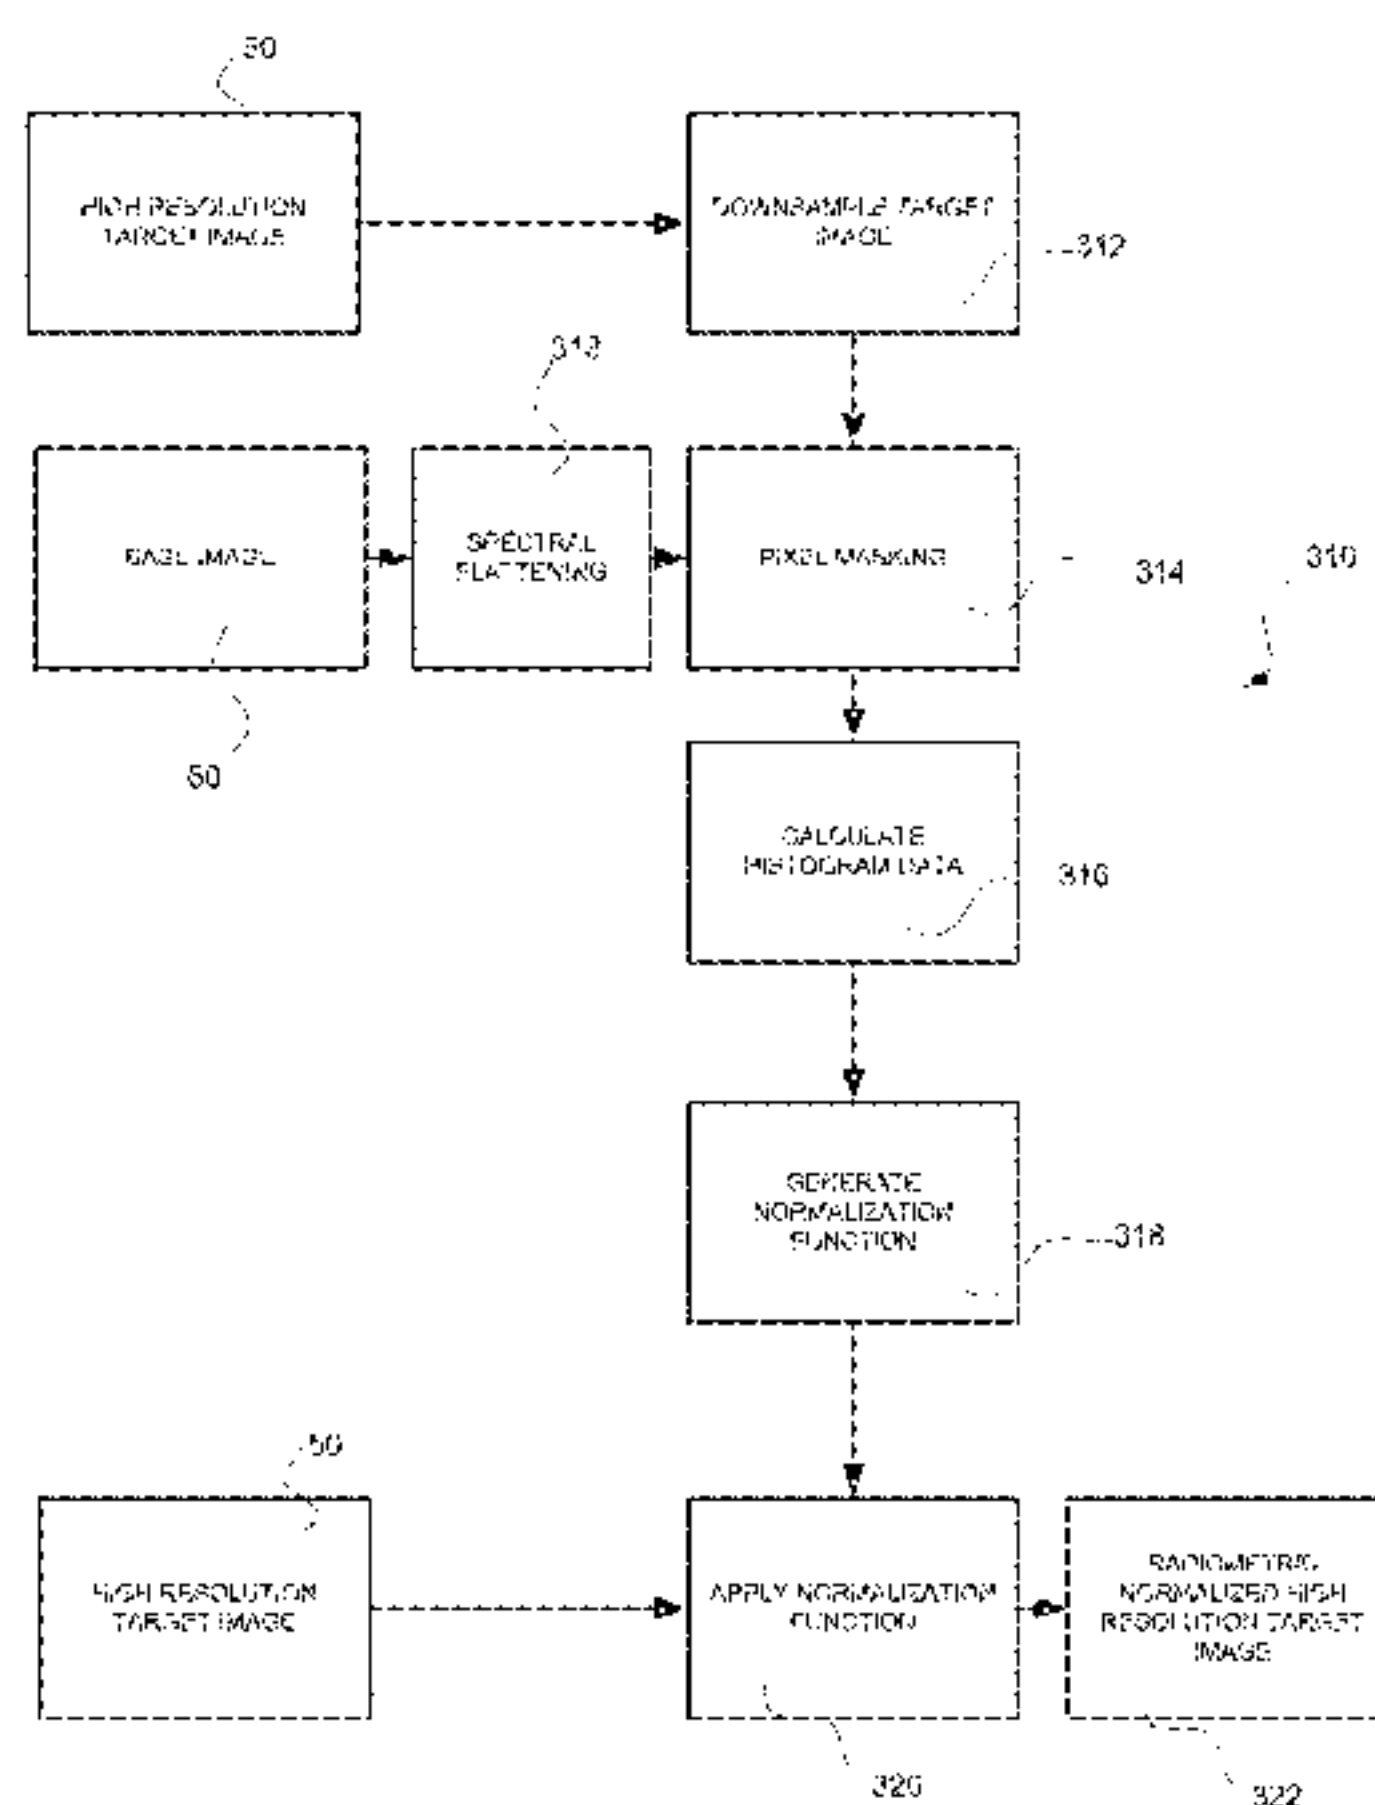 50
HIGH RESOLUTION
TARGET IMAGE
DOWNSAMPLE TARGET
IMAGE
312
313
BASE IMAGE
SPECTRAL
FLATTENING
PIXEL MASKING
314
310
CALCULATE
HISTOGRAM DATA
316
GENERATE
NORMALIZATION
FUNCTION
318
50
HIGH RESOLUTION
TARGET IMAGE
APPLY NORMALIZATION
FUNCTION
RADIOMETRIC
NORMALIZED HIGH
RESOLUTION TARGET
IMAGE
320
322